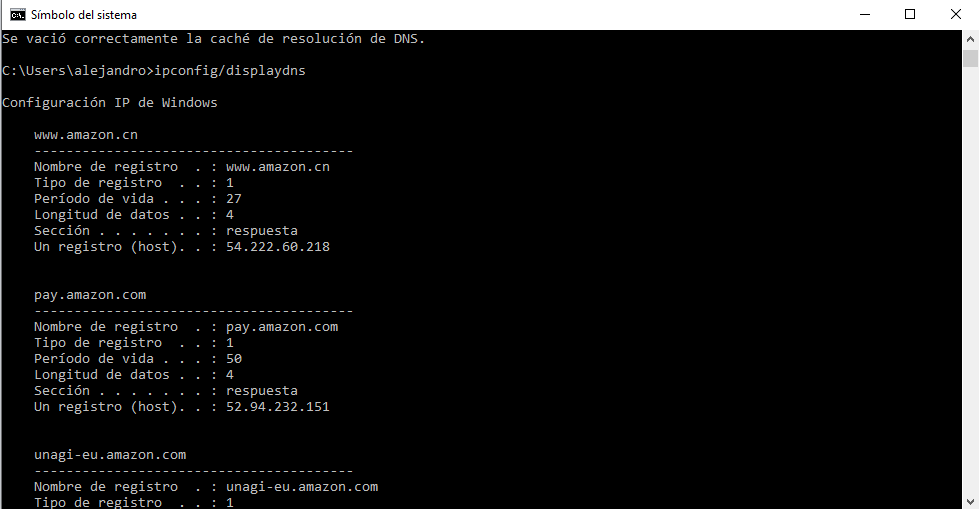 Símbolo del sistema
Se vació correctamente la caché de resolución de DNS.
C:\Users\alejandro>ipconfig/displaydns
Configuración IP de Windows
www.amazon.cn
----------------------------------------
Nombre de registro  . : www.amazon.cn
Tipo de registro  . . : 1
Período de vida . . . : 27
Longitud de datos . . : 4
Sección . . . . . . . : respuesta
Un registro (host). . : 54.222.60.218
pay.amazon.com
----------------------------------------
Nombre de registro  . : pay.amazon.com
Tipo de registro  . . : 1
Período de vida . . . : 50
Longitud de datos . . : 4
Sección . . . . . . . : respuesta
Un registro (host). . : 52.94.232.151
unagi-eu.amazon.com
----------------------------------------
Nombre de registro  . : unagi-eu.amazon.com
Tipo de registro  . . : 1